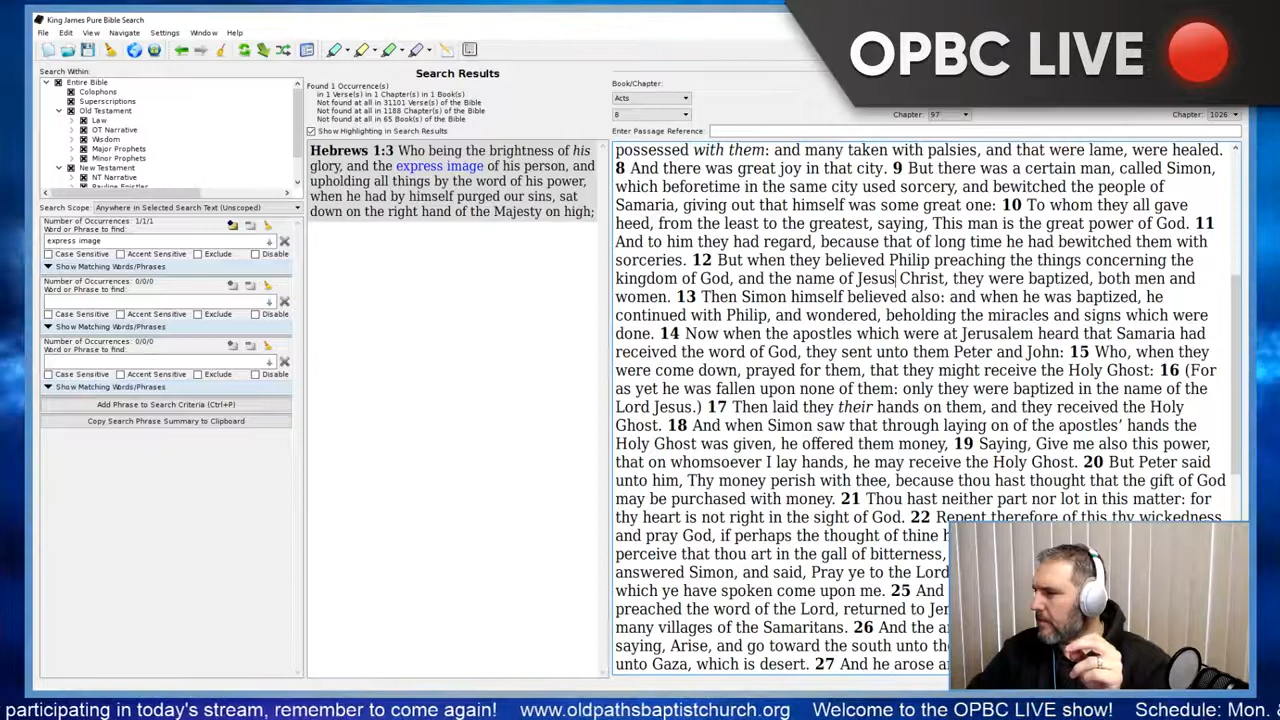 King James Pure Bible Search
File Edit View Navigate Settings Window Help
OPBC LIVE
Search Within:
Entire Bible
Colophons
Superscriptions
Old Testament
Law
OT Narrative
Wisdom
Major Prophets
Minor Prophets
New Testament
NT Narrative
Pauline Epistles
Search Scope: Anywhere in Selected Search Text (Unscoped)
Number of Occurrences: 1/1/1
Word or Phrase to find:
express image
Case Sensitive Accent Sensitive Exclude Disable
Show Matching Words/Phrases
Number of Occurrences: 0/0/0
Word or Phrase to find:
Case Sensitive Accent Sensitive Exclude Disable
Show Matching Words/Phrases
Number of Occurrences: 0/0/0
Word or Phrase to find:
Case Sensitive Accent Sensitive Exclude Disable
Show Matching Words/Phrases
Add Phrase to Search Criteria (Ctrl+P)
Copy Search Phrase Summary to Clipboard
Search Results
Found 1 Occurrence(s)
in 1 Verse(s) in 1 Chapter(s) in 1 Book(s)
Not found at all in 31101 Verse(s) of the Bible
Not found at all in 1188 Chapter(s) of the Bible
Not found at all in 65 Book(s) of the Bible
Show Highlighting in Search Results
Hebrews 1:3 Who being the brightness of his
glory, and the express image of his person, and
upholding all things by the word of his power,
when he had by himself purged our sins, sat
down on the right hand of the Majesty on high;
Book/Chapter:
Acts
8 Chapter: 97 Chapter: 1026
Enter Passage Reference:
possessed with them: and many taken with palsies, and that were lame, were healed.
8 And there was great joy in that city. 9 But there was a certain man, called Simon,
which beforetime in the same city used sorcery, and bewitched the people of
Samaria, giving out that himself was some great one: 10 To whom they all gave
heed, from the least to the greatest, saying, This man is the great power of God. 11
And to him they had regard, because that of long time he had bewitched them with
sorceries. 12 But when they believed Philip preaching the things concerning the
kingdom of God, and the name of Jesus Christ, they were baptized, both men and
women. 13 Then Simon himself believed also: and when he was baptized, he
continued with Philip, and wondered, beholding the miracles and signs which were
done. 14 Now when the apostles which were at Jerusalem heard that Samaria had
received the word of God, they sent unto them Peter and John: 15 Who, when they
were come down, prayed for them, that they might receive the Holy Ghost: 16 (For
as yet he was fallen upon none of them: only they were baptized in the name of the
Lord Jesus.) 17 Then laid they their hands on them, and they received the Holy
Ghost. 18 And when Simon saw that through laying on of the apostles’ hands the
Holy Ghost was given, he offered them money, 19 Saying, Give me also this power,
that on whomsoever I lay hands, he may receive the Holy Ghost. 20 But Peter said
unto him, Thy money perish with thee, because thou hast thought that the gift of God
may be purchased with money. 21 Thou hast neither part nor lot in this matter: for
thy heart is not right in the sight of God. 22 Repent therefore of this thy wickedness,
and pray God, if perhaps the thought of thine
perceive that thou art in the gall of bitterness,
answered Simon, and said, Pray ye to the Lord
which ye have spoken come upon me. 25 And
preached the word of the Lord, returned to
many villages of the Samaritans. 26 And the
saying, Arise, and go toward the south unto the
unto Gaza, which is desert. 27 And he arose
participating in today's stream, remember to come again! www.oldpathsbaptistchurch.org Welcome to the OPBC LIVE show! Schedule: Mon.